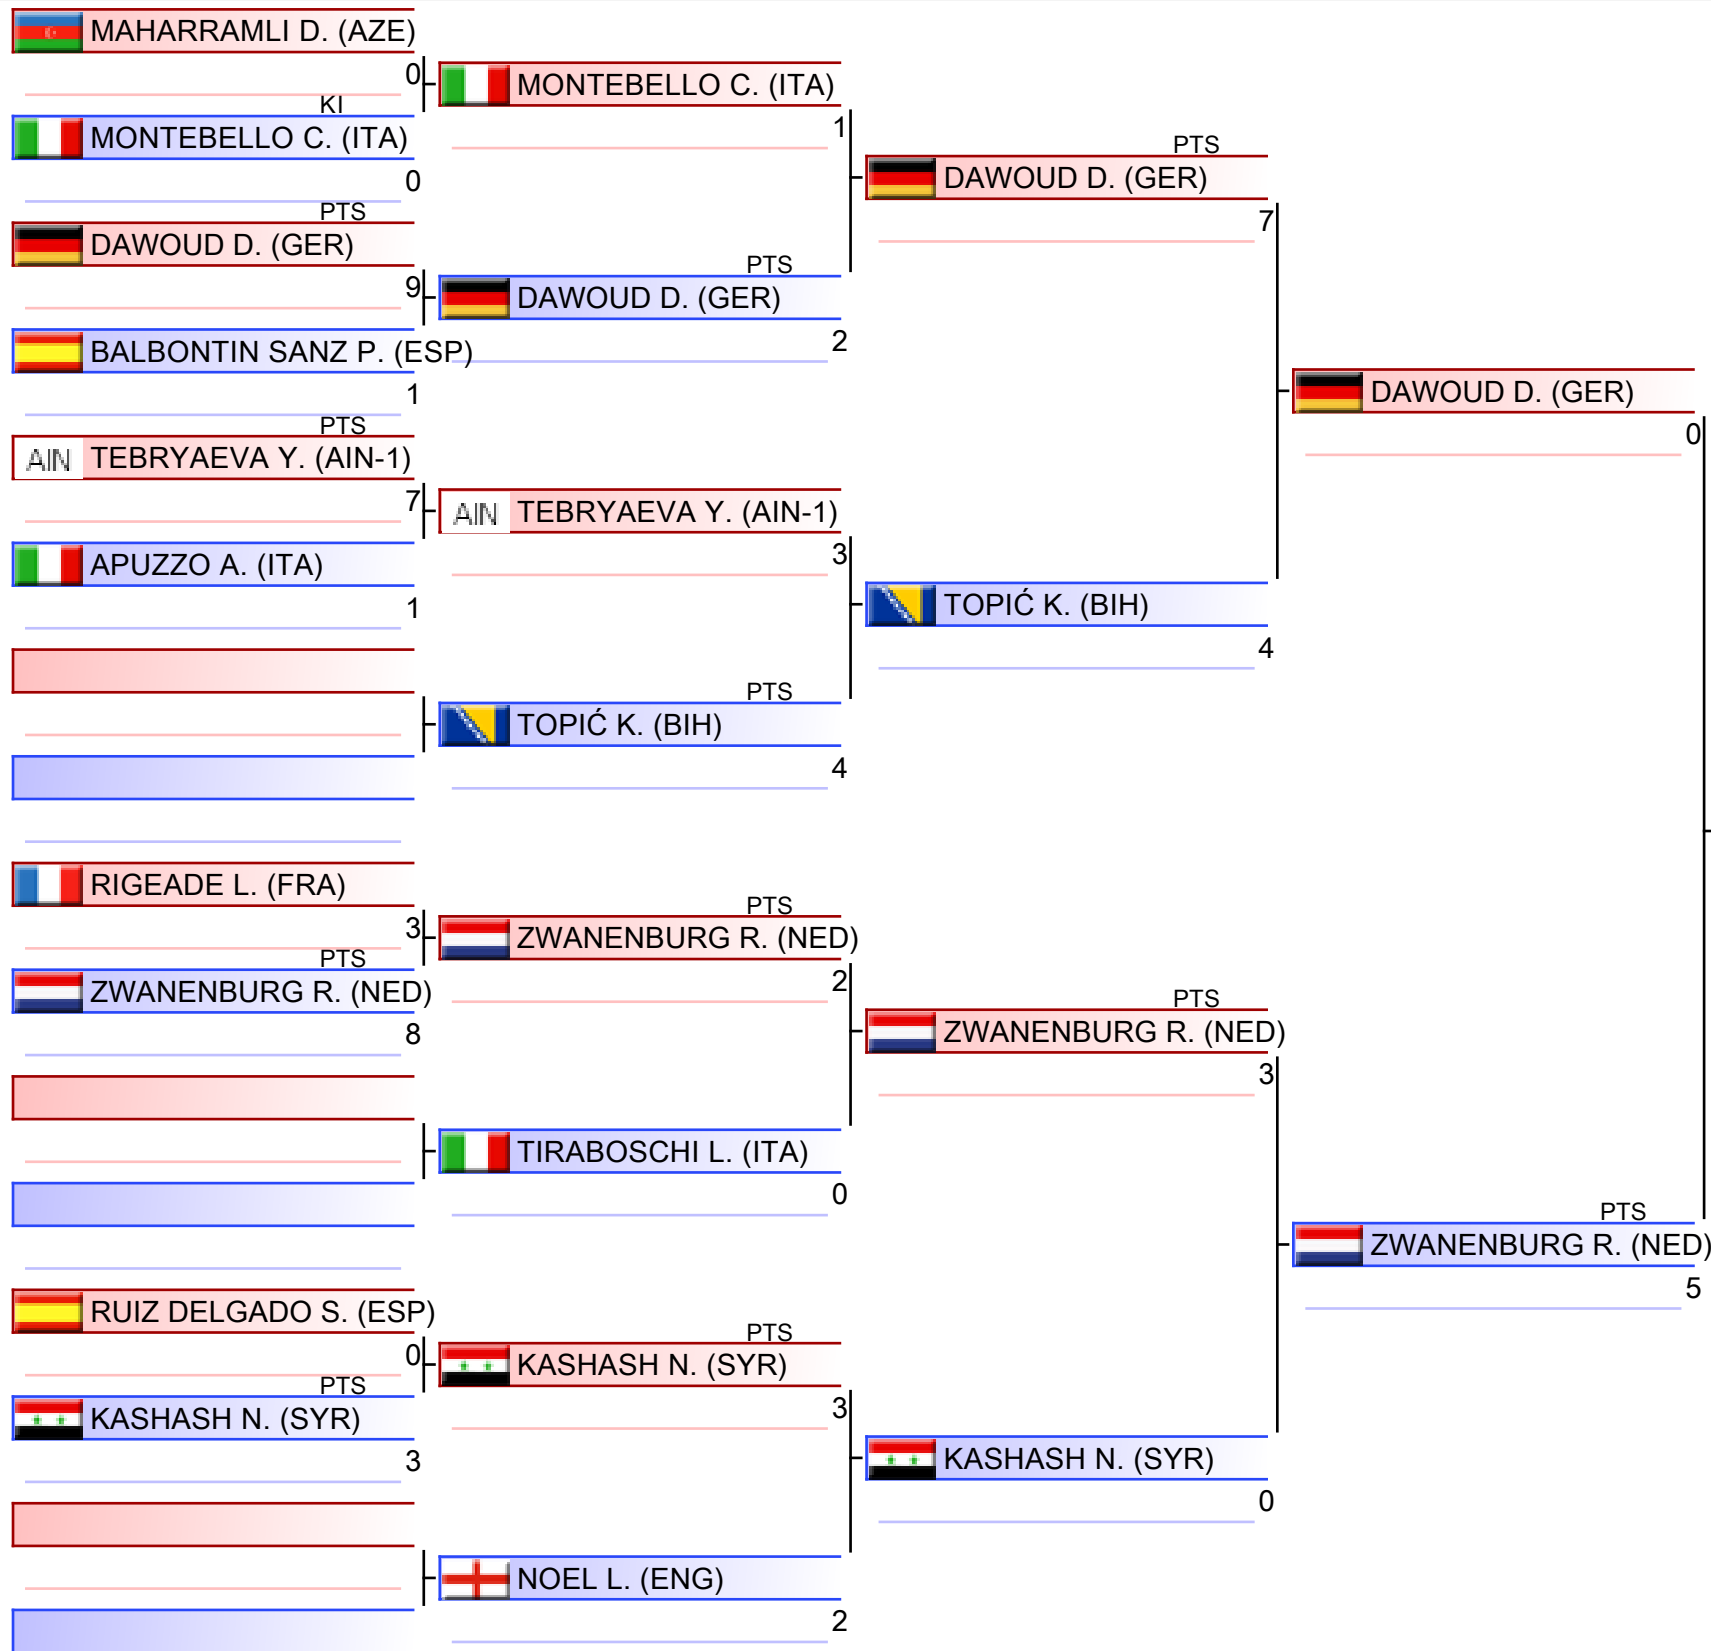 MAHARRAMLI D. (AZE)
0
KI
MONTEBELLO C. (ITA)
0
PTS
DAWOUD D. (GER)
9
BALBONTIN SANZ P. (ESP)
1
PTS
AIN TEBRYAEVA Y. (AIN-1)
7
APUZZO A. (ITA)
1
RIGEADE L. (FRA)
3
PTS
ZWANENBURG R. (NED)
8
RUIZ DELGADO S. (ESP)
0
PTS
KASHASH N. (SYR)
3
MONTEBELLO C. (ITA)
1
PTS
DAWOUD D. (GER)
2
AIN TEBRYAEVA Y. (AIN-1)
3
PTS
TOPIĆ K. (BIH)
4
PTS
ZWANENBURG R. (NED)
2
TIRABOSCHI L. (ITA)
0
PTS
KASHASH N. (SYR)
3
NOEL L. (ENG)
2
PTS
DAWOUD D. (GER)
7
TOPIĆ K. (BIH)
4
PTS
ZWANENBURG R. (NED)
3
KASHASH N. (SYR)
0
DAWOUD D. (GER)
0
PTS
ZWANENBURG R. (NED)
5